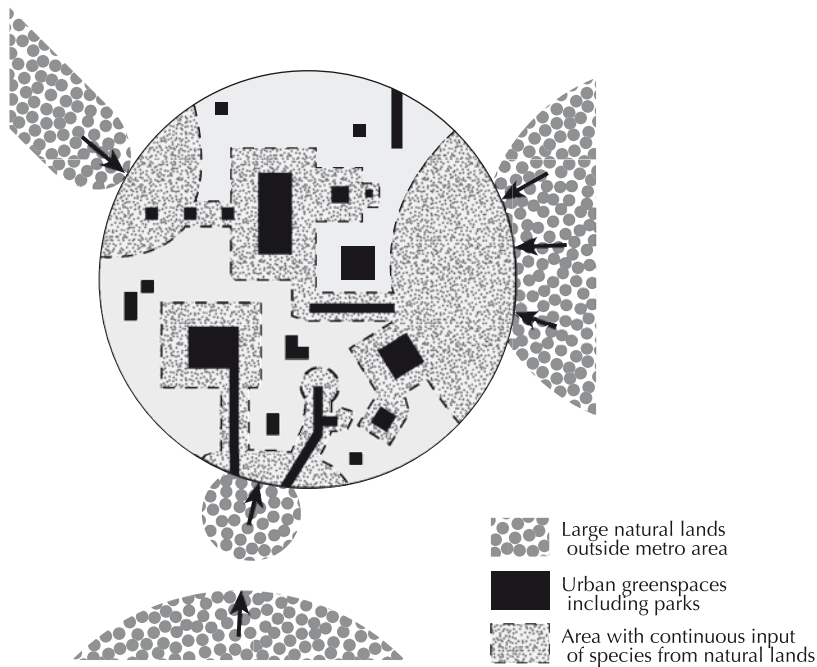 Large natural lands
outside metro area
Urban greenspaces
including parks
Area with continuous input
of species from natural lands